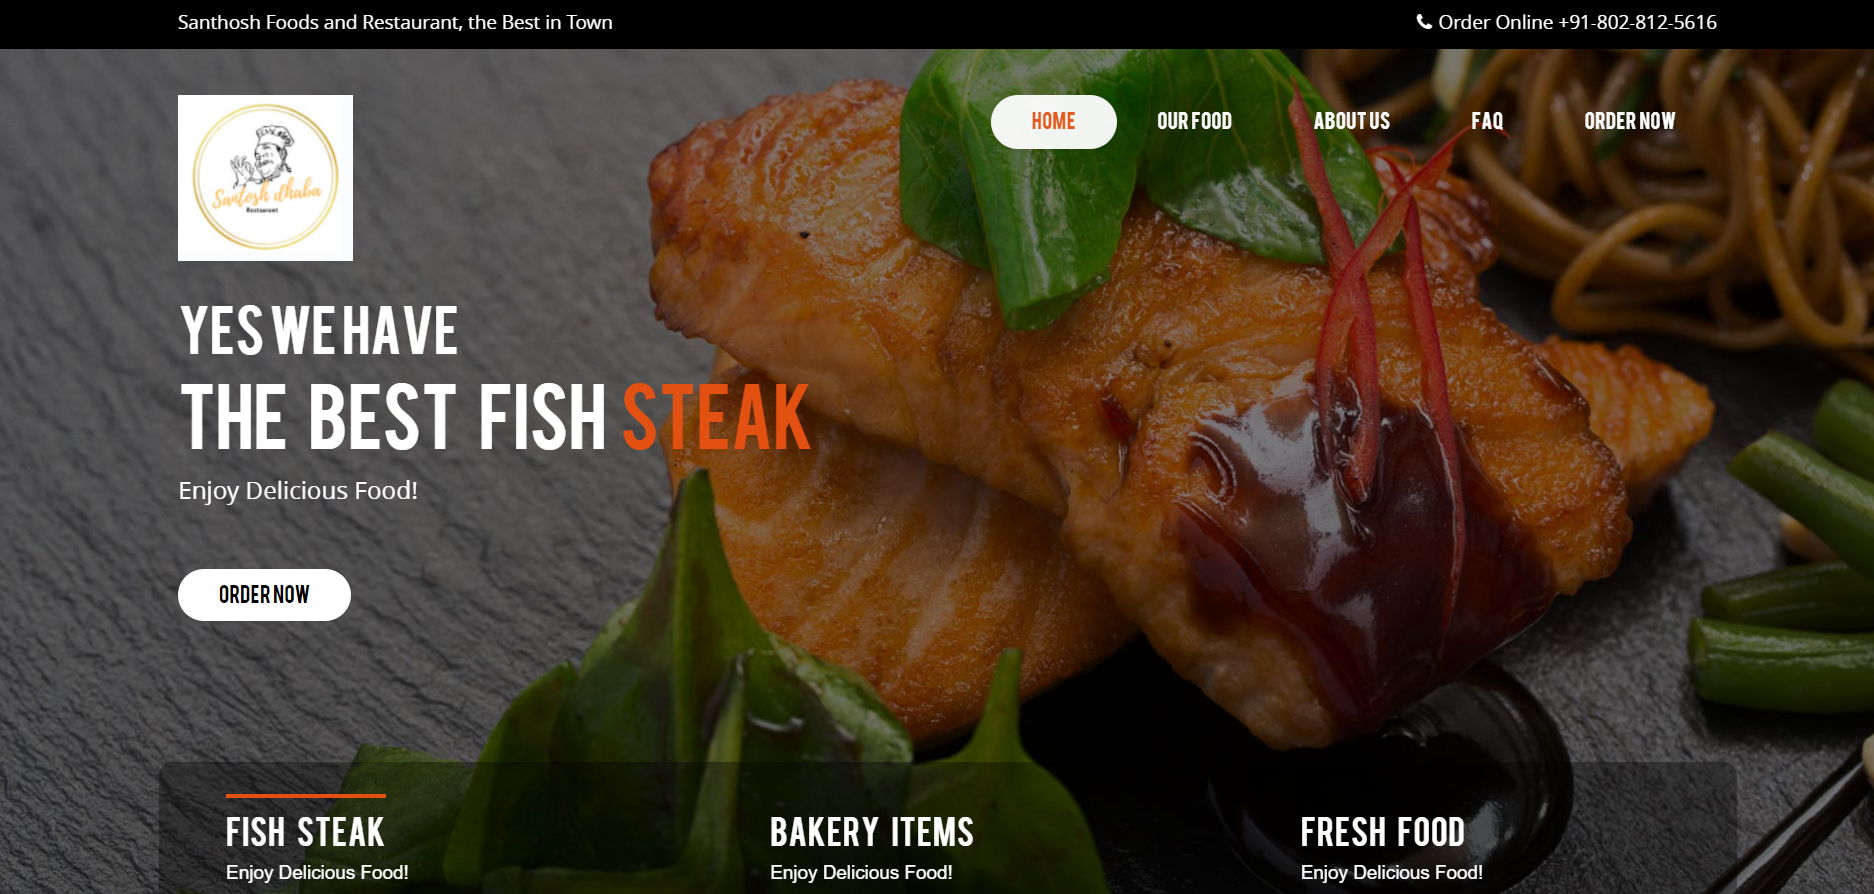 Santhosh Foods and Restaurant, the Best in Town
Order Online +91-802-812-5616
Santosh dhaba
Restaurant
HOME
OUR FOOD
ABOUT US
FAQ
ORDER NOW
YES WE HAVE
THE BEST FISH STEAK
Enjoy Delicious Food!
ORDER NOW
FISH STEAK
Enjoy Delicious Food!
BAKERY ITEMS
Enjoy Delicious Food!
FRESH FOOD
Enjoy Delicious Food!